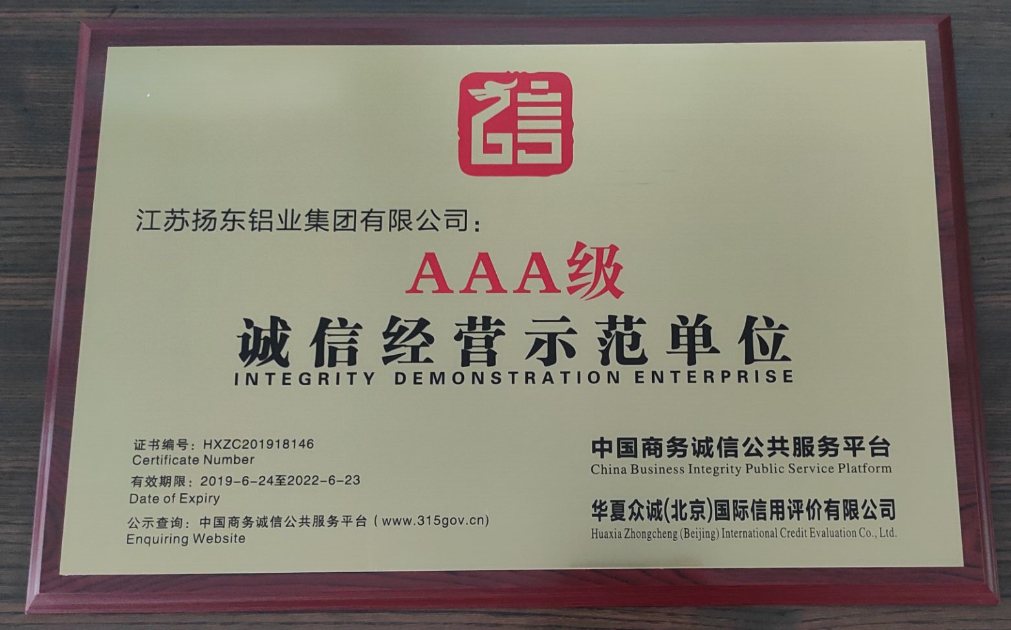 信
江苏扬东铝业集团有限公司：
AAA级
诚信经营示范单位
INTEGRITY DEMONSTRATION ENTERPRISE
证书编号：HXZC201918146
Certificate Number
有效期限：2019-6-24至2022-6-23
Date of Expiry
公示查询：中国商务诚信公共服务平台（www.315gov.cn）
Enquiring Website
中国商务诚信公共服务平台
China Business Integrity Public Service Platform
华夏众诚(北京)国际信用评价有限公司
Huaxia Zhongcheng (Beijing) International Credit Evaluation Co., Ltd.